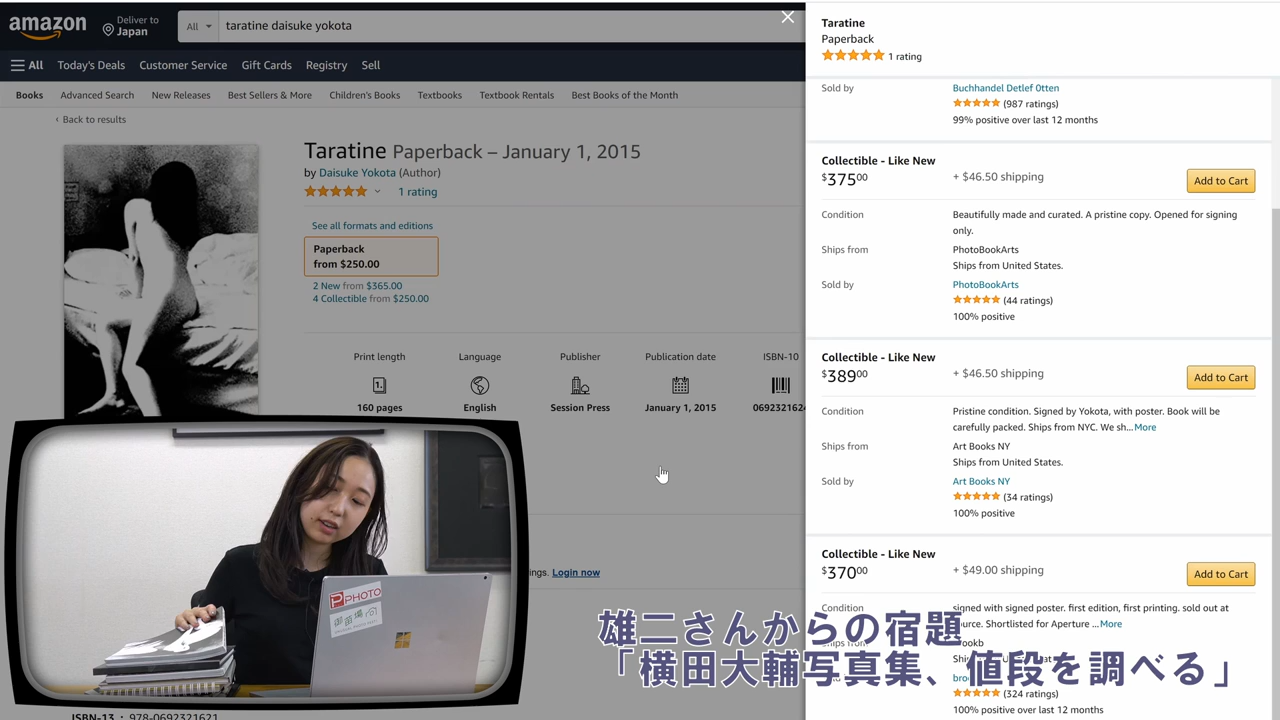 amazon
Deliver to
Japan
All
taratine daisuke yokota
All
Today's Deals
Customer Service
Gift Cards
Registry
Sell
Books
Advanced Search
New Releases
Best Sellers & More
Children's Books
Textbooks
Textbook Rentals
Best Books of the Month
‹ Back to results
Taratine Paperback – January 1, 2015
by Daisuke Yokota (Author)
1 rating
See all formats and editions
Paperback
from $250.00
2 New from $365.00
4 Collectible from $250.00
Print length
160 pages
Language
English
Publisher
Session Press
Publication date
January 1, 2015
ISBN-10
069232162
ings. Login now
ISBN-13 : 978-0692321621
PHOTO
御苗場
Taratine
Paperback
1 rating
Sold by
Buchhandel Detlef Otten
(987 ratings)
99% positive over last 12 months
Collectible - Like New
$37500
+ $46.50 shipping
Add to Cart
Condition
Beautifully made and curated. A pristine copy. Opened for signing
only.
Ships from
PhotoBookArts
Ships from United States.
Sold by
PhotoBookArts
(44 ratings)
100% positive
Collectible - Like New
$38900
+ $46.50 shipping
Add to Cart
Condition
Pristine condition. Signed by Yokota, with poster. Book will be
carefully packed. Ships from NYC. We sh... More
Ships from
Art Books NY
Ships from United States.
Sold by
Art Books NY
(34 ratings)
100% positive
Collectible - Like New
$37000
+ $49.00 shipping
Add to Cart
Condition
signed with signed poster. first edition, first printing. sold out at
urce. Shortlisted for Aperture ... More
(324 ratings)
100% positive over last 12 months
雄二さんからの宿題
「横田大輔写真集、値段を調べる」